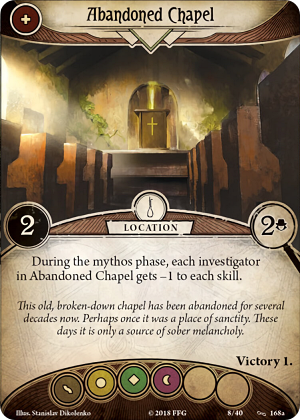 Abandoned Chapel
2
LOCATION
2
During the mythos phase, each investigator
in Abandoned Chapel gets –1 to each skill.
This old, broken-down chapel has been abandoned for several
decades now. Perhaps once it was a place of sanctity. These
days it is only a source of sober melancholy.
Victory 1.
Illus. Stanislav Dikolenko
© 2018 FFG
8/40
168a